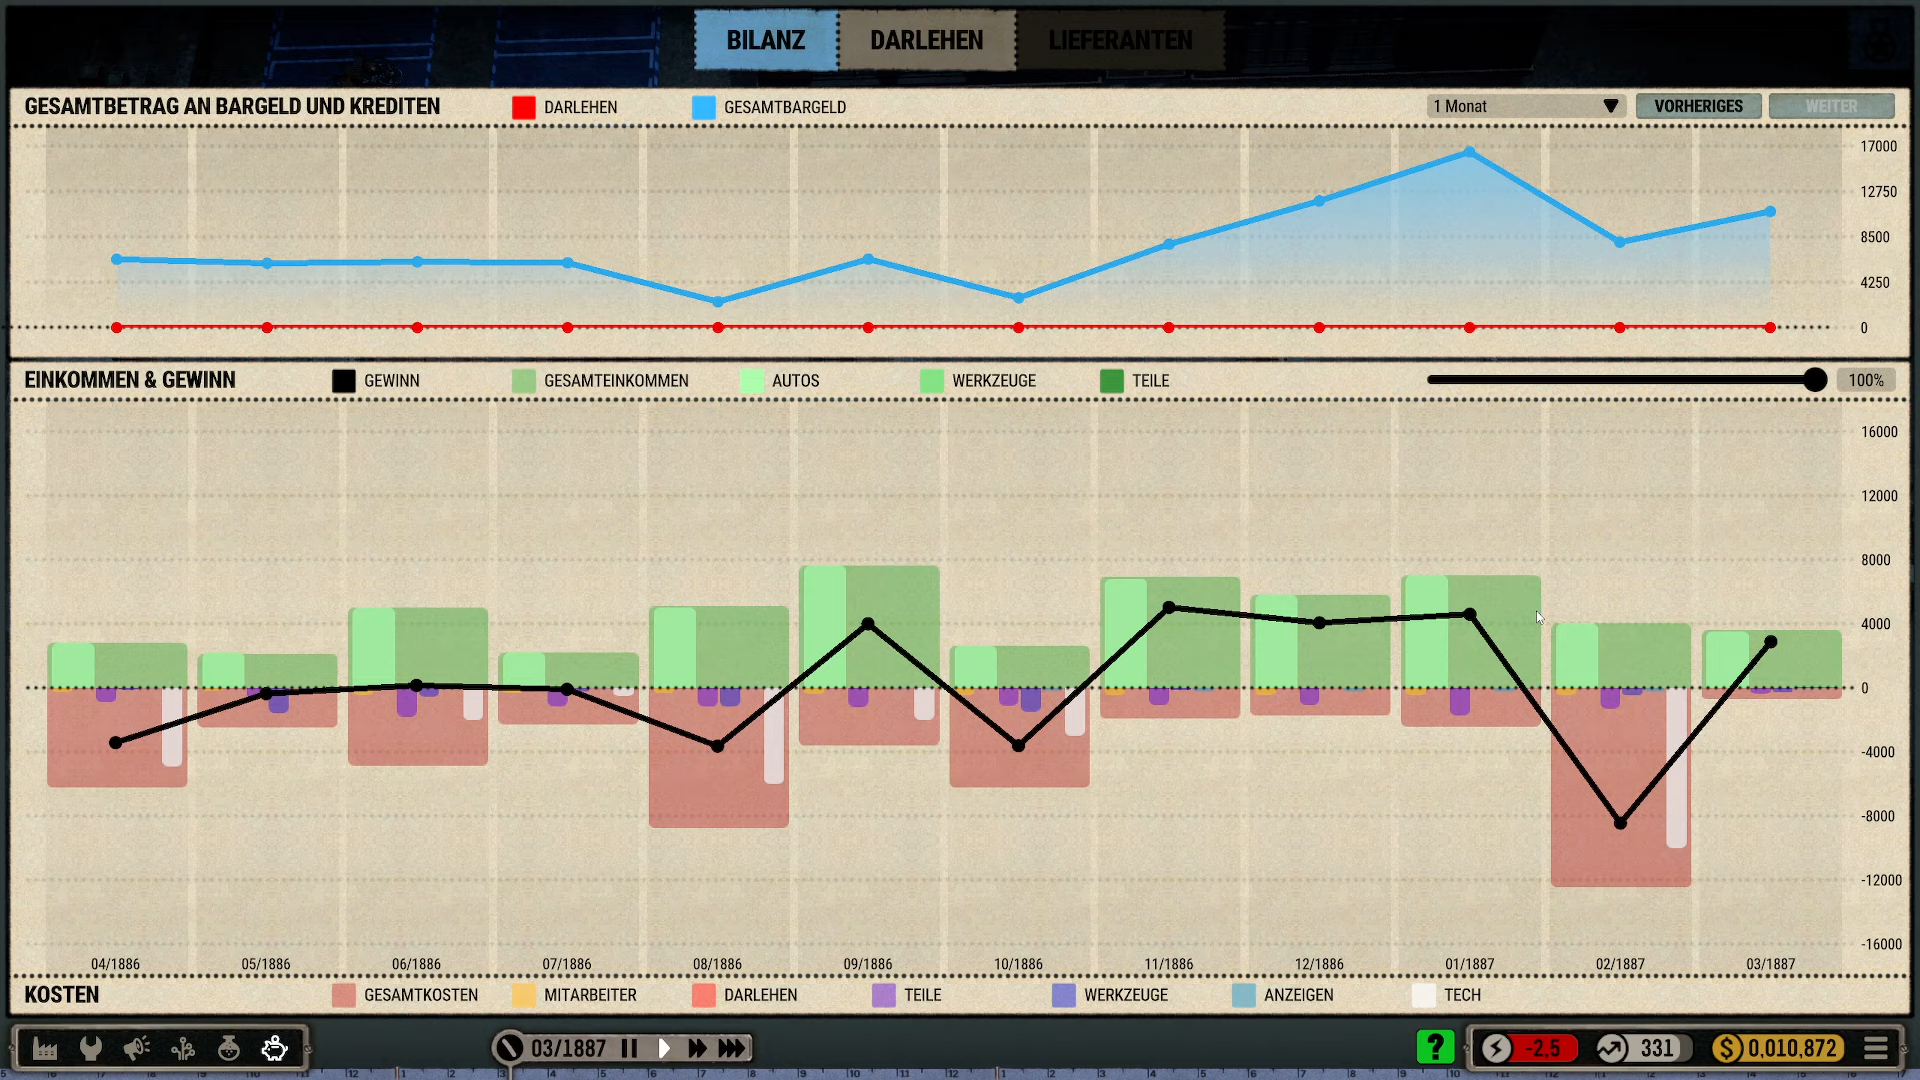 BILANZ DARLEHEN LIEFERANTEN
GESAMTBETRAG AN BARGELD UND KREDITEN DARLEHEN GESAMTBARGELD 1 Monat VORHERIGES WEITER
17000
12750
8500
4250
0
EINKOMMEN & GEWINN GEWINN GESAMTEINKOMMEN AUTOS WERKZEUGE TEILE 100%
16000
12000
8000
4000
0
-4000
-8000
-12000
-16000
04/1886 05/1886 06/1886 07/1886 08/1886 09/1886 10/1886 11/1886 12/1886 01/1887 02/1887 03/1887
KOSTEN GESAMTKOSTEN MITARBEITER DARLEHEN TEILE WERKZEUGE ANZEIGEN TECH
03/1887 ? -2,5 331 $ 0,010,872